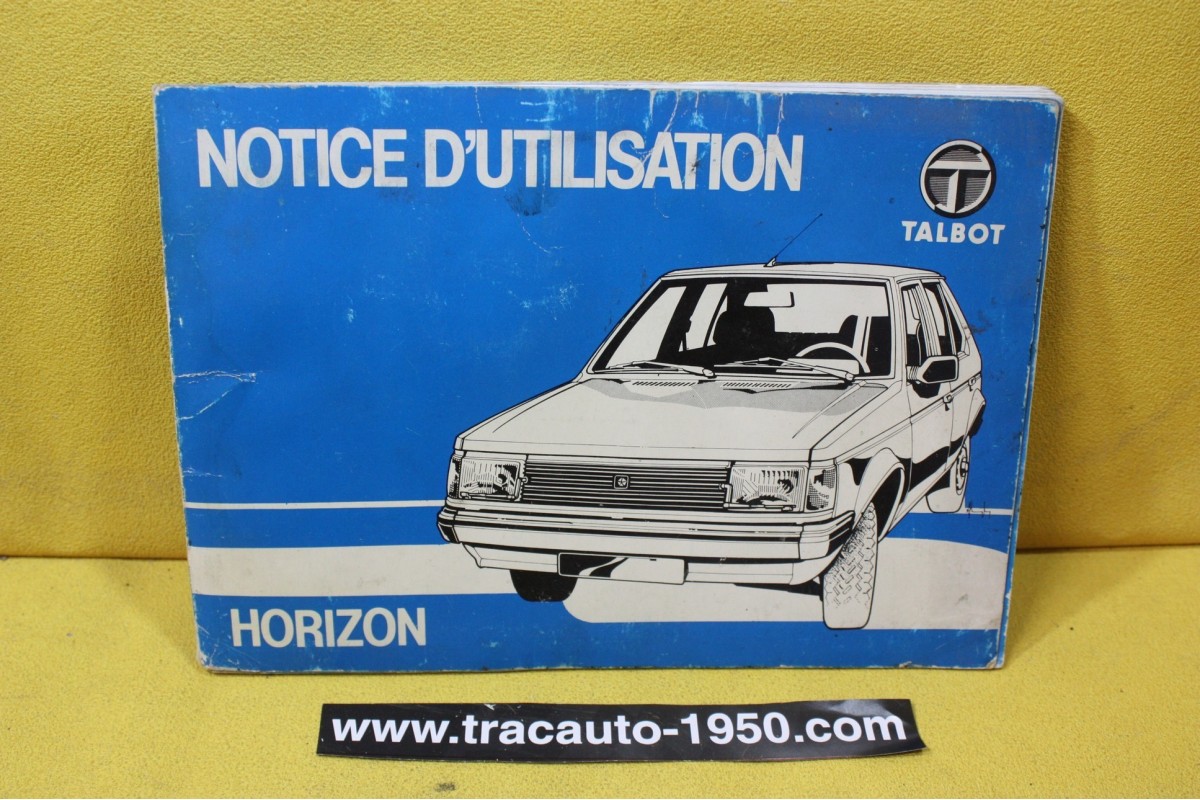 NOTICE D'UTILISATION
TALBOT
HORIZON
www.tracauto-1950.com